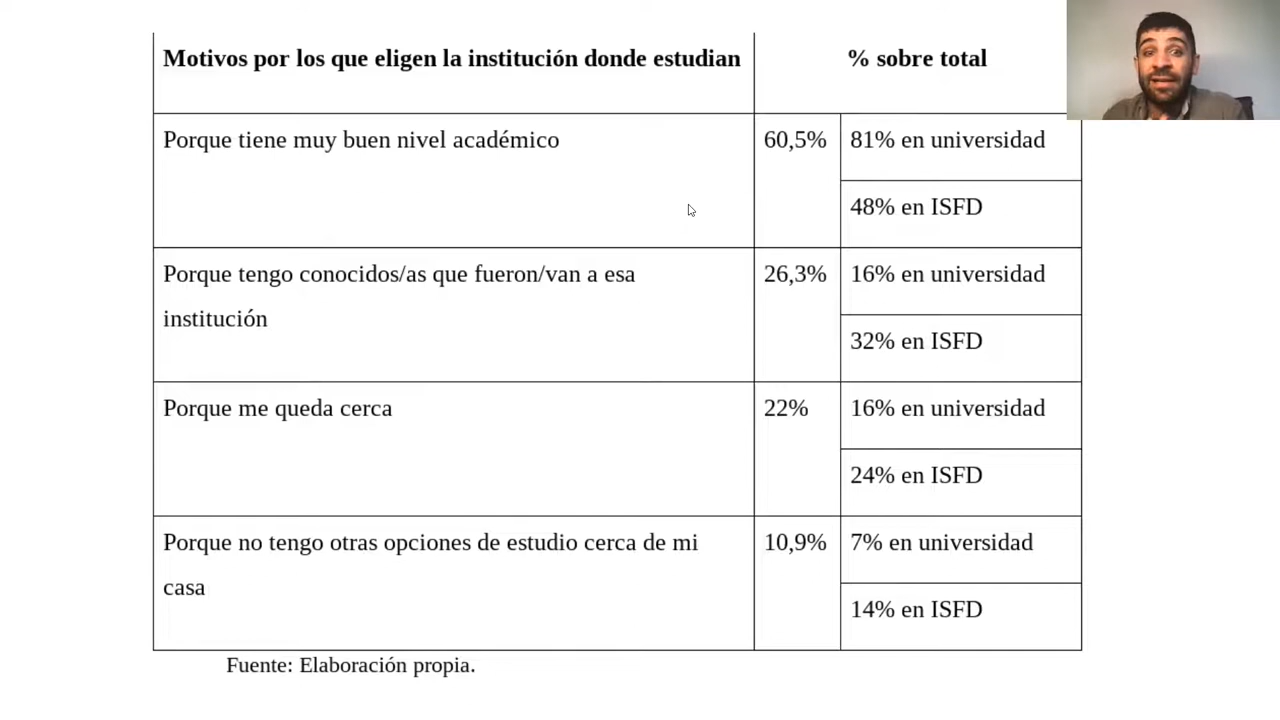 Motivos por los que eligen la institución donde estudian % sobre total
Porque tiene muy buen nivel académico 60,5% 81% en universidad
48% en ISFD
Porque tengo conocidos/as que fueron/van a esa 26,3% 16% en universidad
institución
32% en ISFD
Porque me queda cerca 22% 16% en universidad
24% en ISFD
Porque no tengo otras opciones de estudio cerca de mi 10,9% 7% en universidad
casa
14% en ISFD
Fuente: Elaboración propia.